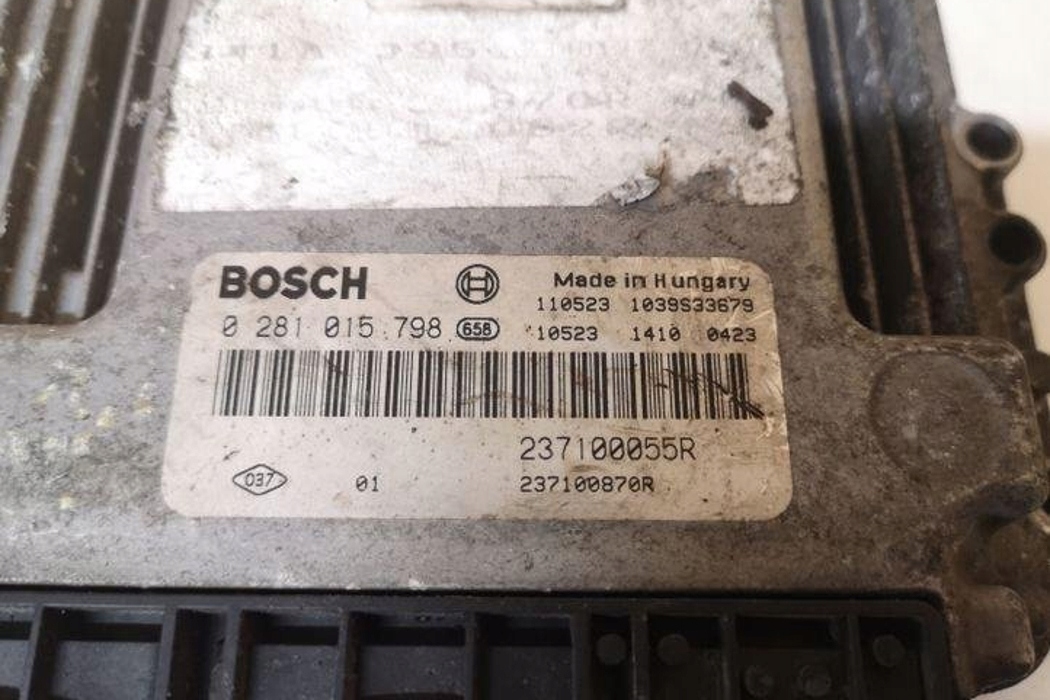 BOSCH
Made in Hungary
110523 1039S33679
0 281 015 798 658
10523 1410 0423
237100055R
037 01 237100870R